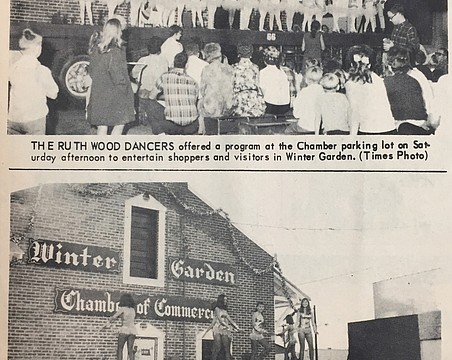 66
THE RUTH WOOD DANCERS offered a program at the Chamber parking lot on Sat-
urday afternoon to entertain shoppers and visitors in Winter Garden. (Times Photo)
Winter Garden
Chamber of Commerce